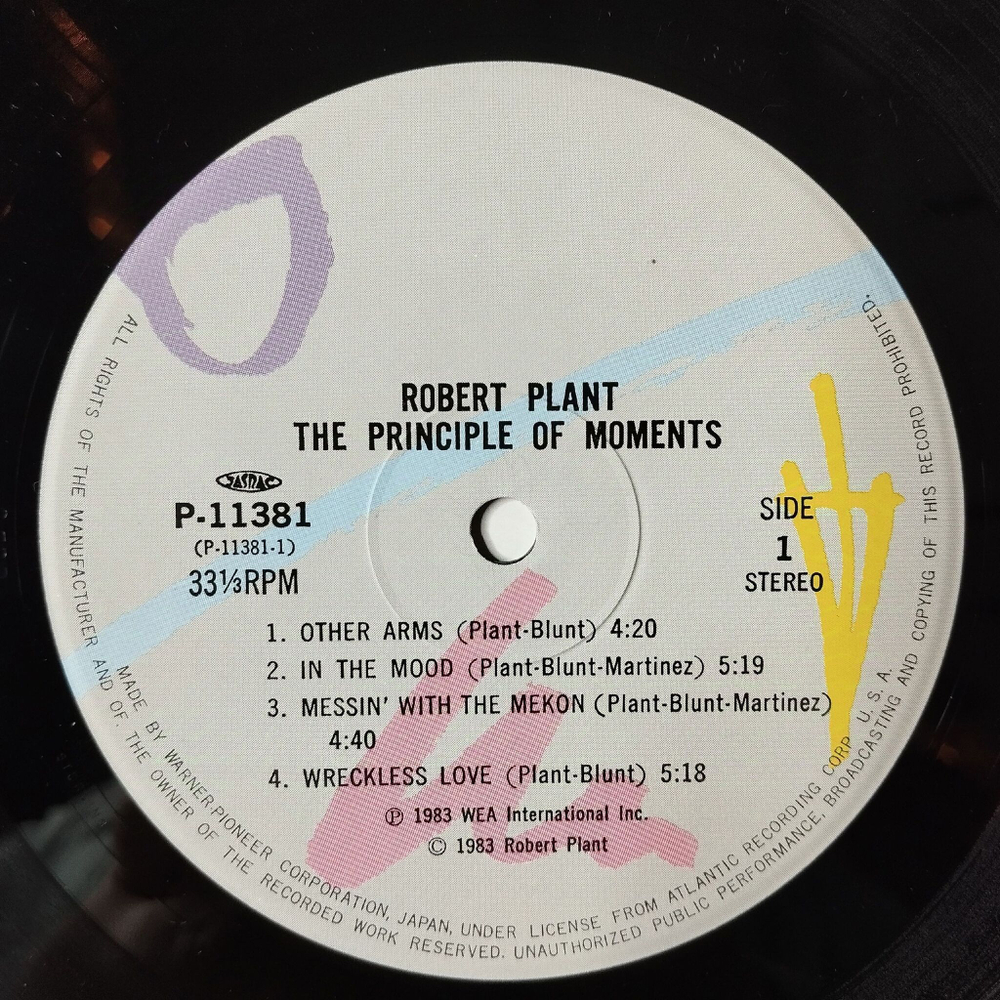 ROBERT PLANT
THE PRINCIPLE OF MOMENTS
JASRAC
P-11381
(P-11381-1)
33⅓RPM
SIDE
1
STEREO
1. OTHER ARMS (Plant-Blunt) 4:20
2. IN THE MOOD (Plant-Blunt-Martinez) 5:19
3. MESSIN' WITH THE MEKON (Plant-Blunt-Martinez)
4:40
4. WRECKLESS LOVE (Plant-Blunt) 5:18
Ⓟ 1983 WEA International Inc.
© 1983 Robert Plant
MADE BY WARNER-PIONEER CORPORATION, JAPAN, UNDER LICENSE FROM ATLANTIC RECORDING CORP. U. S. A.
ALL RIGHTS OF THE MANUFACTURER AND OF THE OWNER OF THE RECORDED WORK RESERVED. UNAUTHORIZED PUBLIC PERFORMANCE, BROADCASTING AND COPYING OF THIS RECORD PROHIBITED.